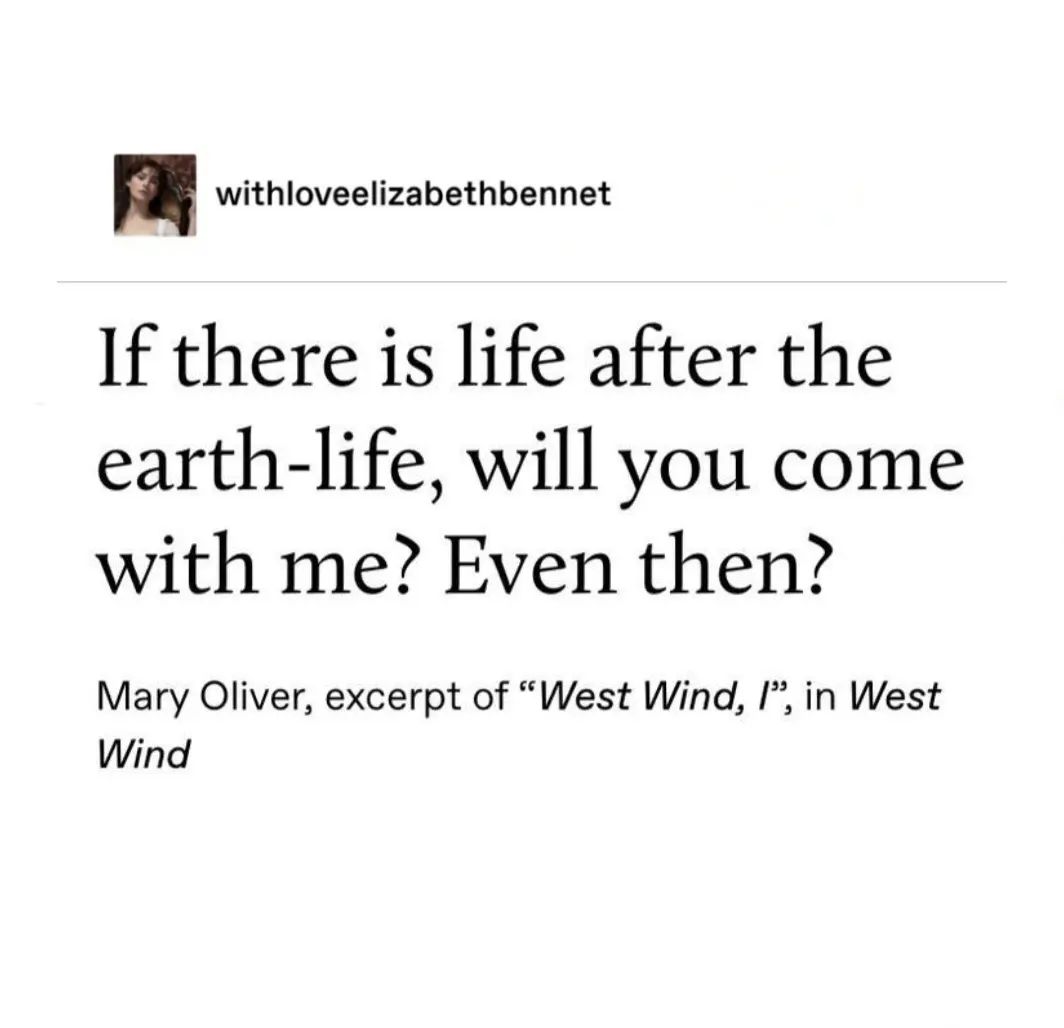 withloveelizabethbennet
If there is life after the
earth-life, will you come
with me? Even then?
Mary Oliver, excerpt of “West Wind, I”, in West
Wind